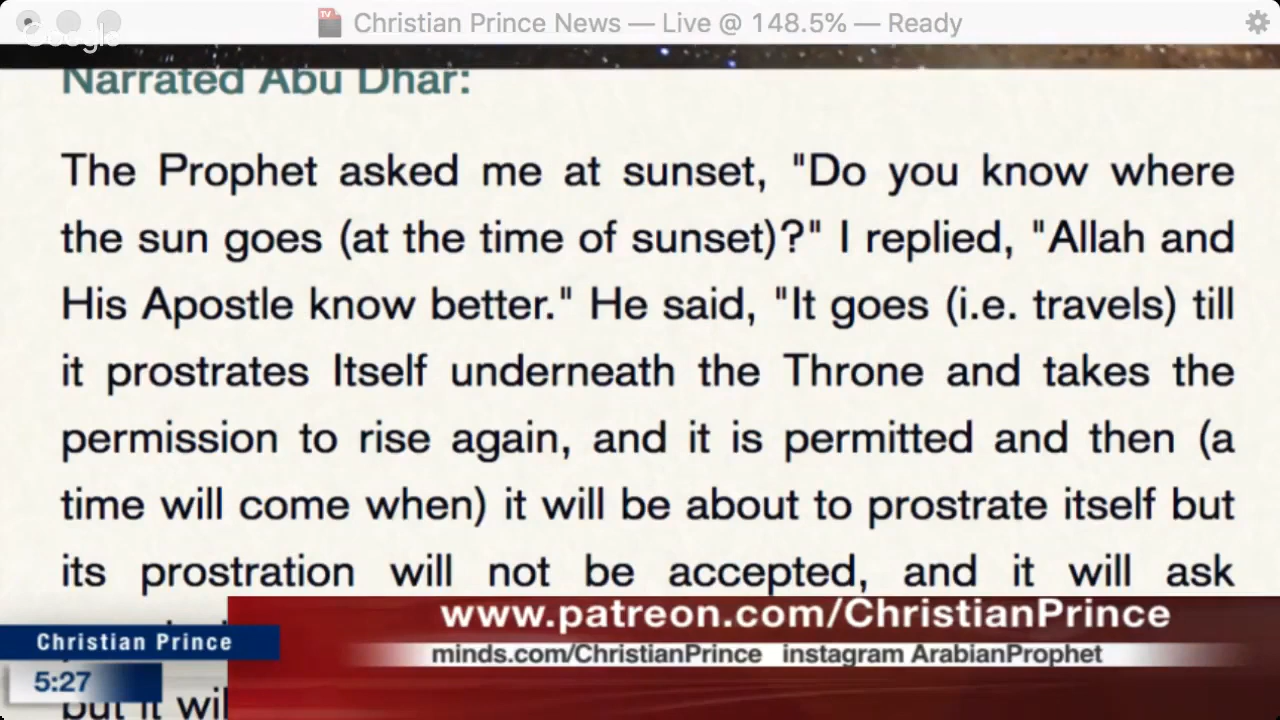 Christian Prince News — Live @ 148.5% — Ready
Google
TV
Narrated Abu Dhar:
The Prophet asked me at sunset, "Do you know where
the sun goes (at the time of sunset)?" I replied, "Allah and
His Apostle know better." He said, "It goes (i.e. travels) till
it prostrates Itself underneath the Throne and takes the
permission to rise again, and it is permitted and then (a
time will come when) it will be about to prostrate itself but
its prostration will not be accepted, and it will ask
but it wil
www.patreon.com/ChristianPrince
minds.com/ChristianPrince instagram ArabianProphet
Christian Prince
5:27